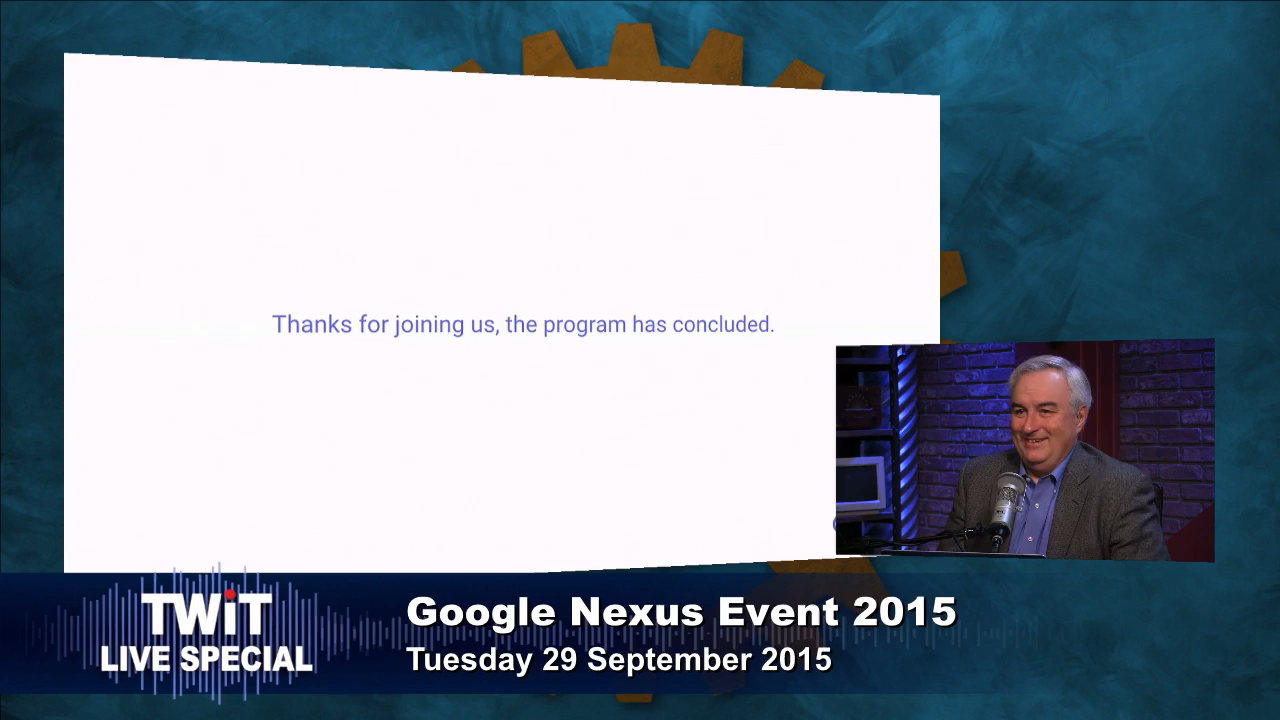 Thanks for joining us, the program has concluded.
TWiT
LIVE SPECIAL
Google Nexus Event 2015
Tuesday 29 September 2015